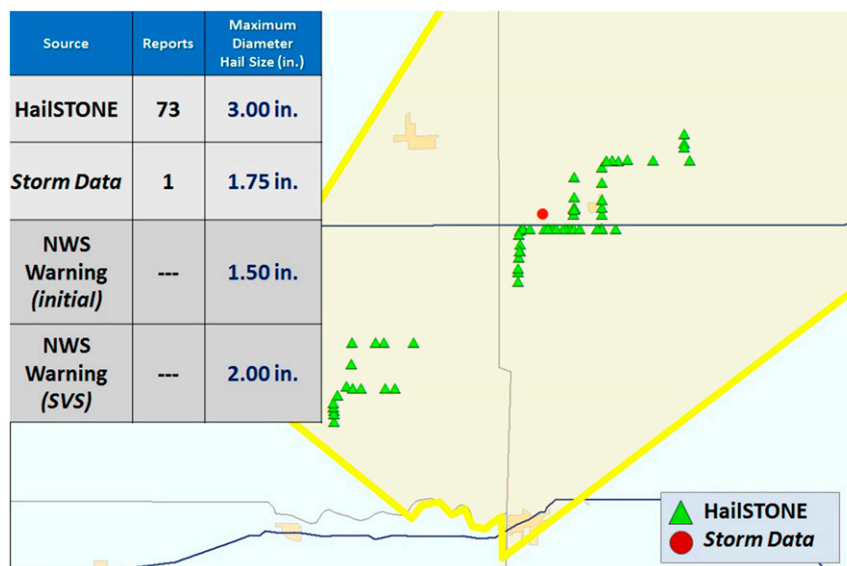 Source Reports Maximum Diameter Hail Size (in.)
HailSTONE 73 3.00 in.
Storm Data 1 1.75 in.
NWS Warning (initial) --- 1.50 in.
NWS Warning (SVS) --- 2.00 in.
HailSTONE
Storm Data